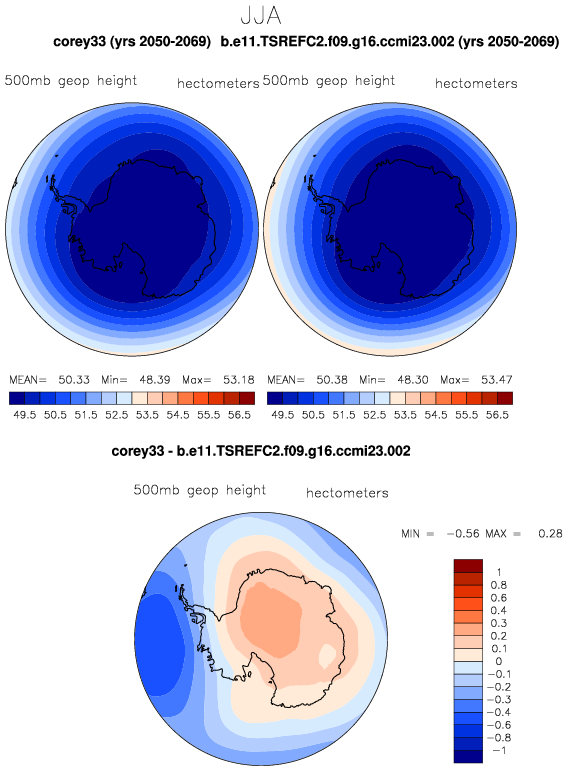 JJA
corey33 (yrs 2050-2069) b.e11.TSREFC2.f09.g16.ccmi23.002 (yrs 2050-2069)
500mb geop height hectometers 500mb geop height hectometers
MEAN= 50.33 Min= 48.39 Max= 53.18 MEAN= 50.38 Min= 48.30 Max= 53.47
49.5 50.5 51.5 52.5 53.5 54.5 55.5 56.5 49.5 50.5 51.5 52.5 53.5 54.5 55.5 56.5
corey33 - b.e11.TSREFC2.f09.g16.ccmi23.002
500mb geop height hectometers
MIN = -0.56 MAX = 0.28
1
0.8
0.6
0.4
0.3
0.2
0.1
0
-0.1
-0.2
-0.3
-0.4
-0.6
-0.8
-1